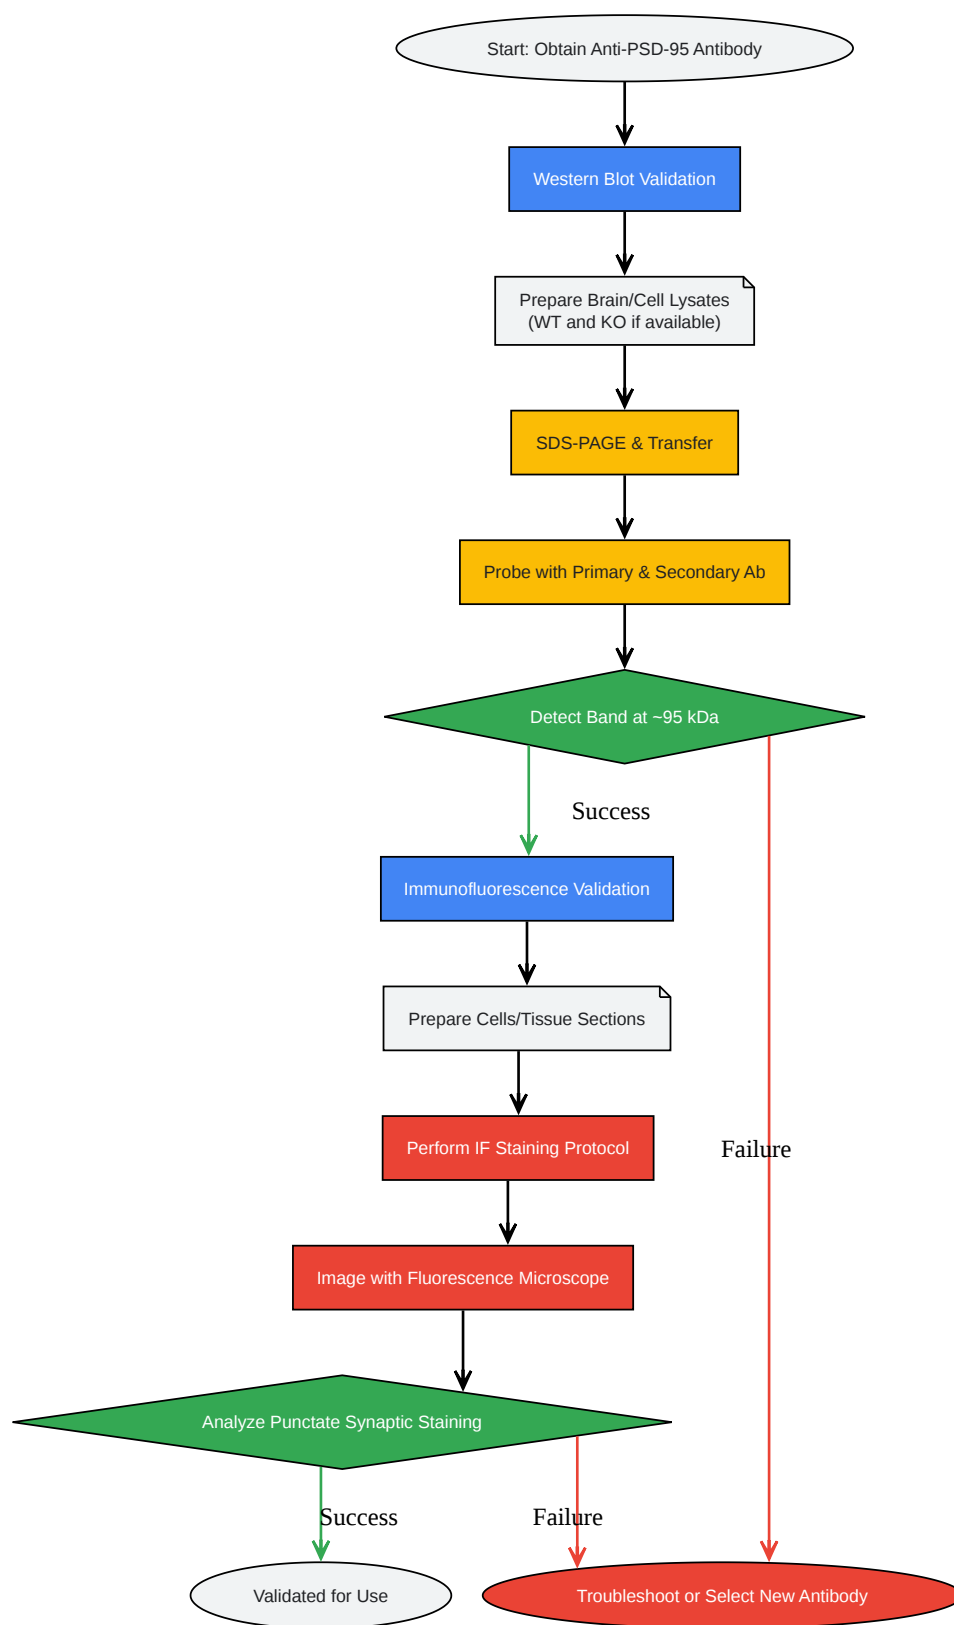 Start: Obtain Anti-PSD-95 Antibody
Western Blot Validation
Prepare Brain/Cell Lysates
(WT and KO if available)
SDS-PAGE & Transfer
Probe with Primary & Secondary Ab
Detect Band at ~95 kDa
Success
Immunofluorescence Validation
Prepare Cells/Tissue Sections
Perform IF Staining Protocol
Failure
Image with Fluorescence Microscope
Analyze Punctate Synaptic Staining
Success
Failure
Validated for Use
Troubleshoot or Select New Antibody